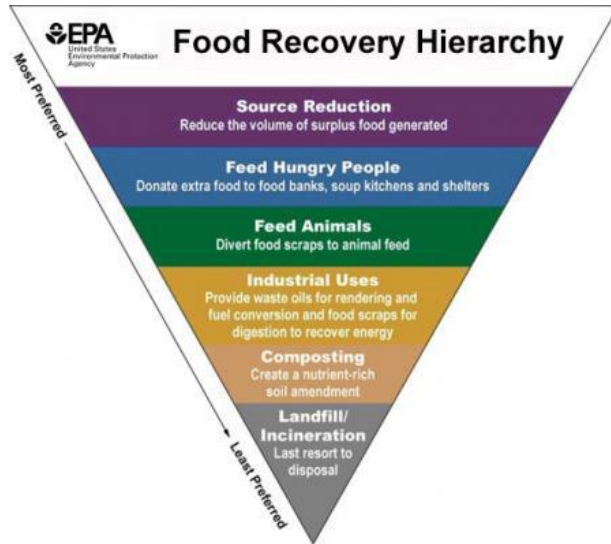 EPA
United States
Environmental Protection
Agency
Food Recovery Hierarchy
Most Preferred
Source Reduction
Reduce the volume of surplus food generated
Feed Hungry People
Donate extra food to food banks, soup kitchens and shelters
Feed Animals
Divert food scraps to animal feed
Industrial Uses
Provide waste oils for rendering and
fuel conversion and food scraps for
digestion to recover energy
Composting
Create a nutrient-rich
soil amendment
Landfill/
Incineration
Last resort to
disposal
Least Preferred